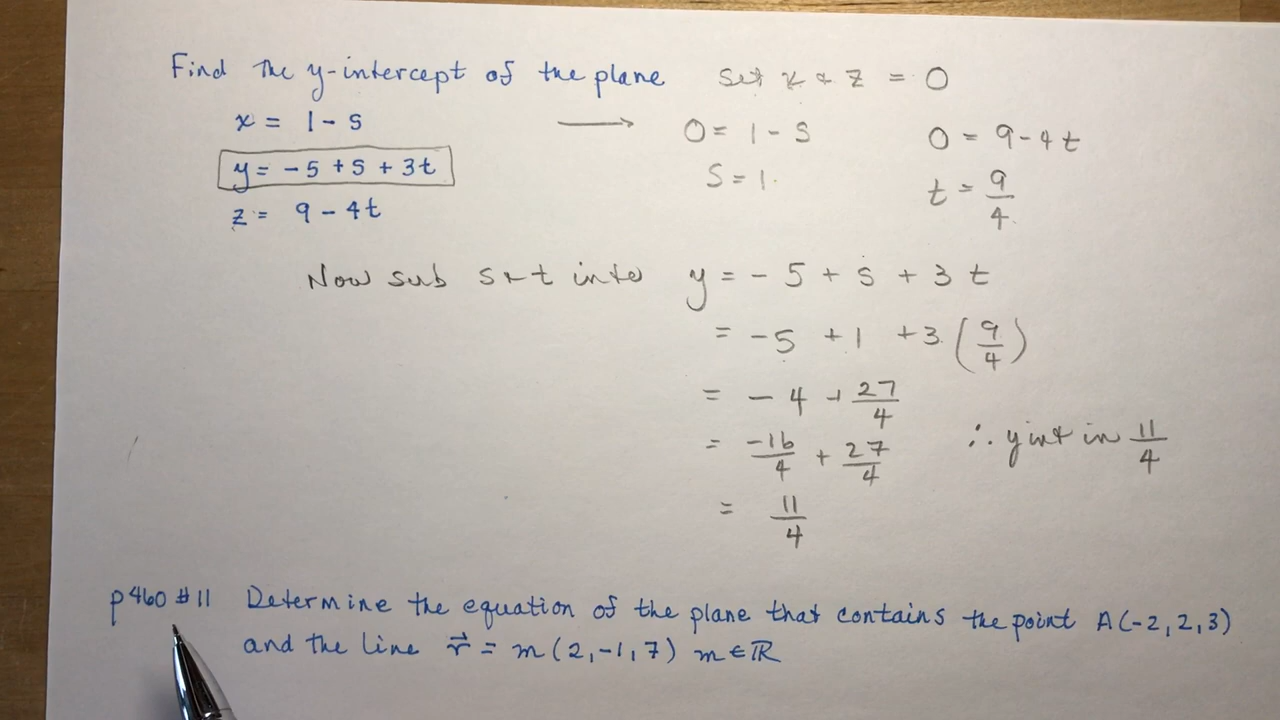 Find the y-intercept of the plane set x & z = 0
x = 1 - s ⟶ 0 = 1 - s 0 = 9 - 4t
y = -5 + s + 3t s = 1. t = 9/4
z = 9 - 4t
Now sub s + t into y = -5 + s + 3t
= -5 + 1 + 3(9/4)
= -4 + 27/4
= -16/4 + 27/4 ∴ y int in 11/4
= 11/4
p460 #11 Determine the equation of the plane that contains the point A(-2, 2, 3)
and the line r⃗ = m(2, -1, 7) m ∈ ℝ